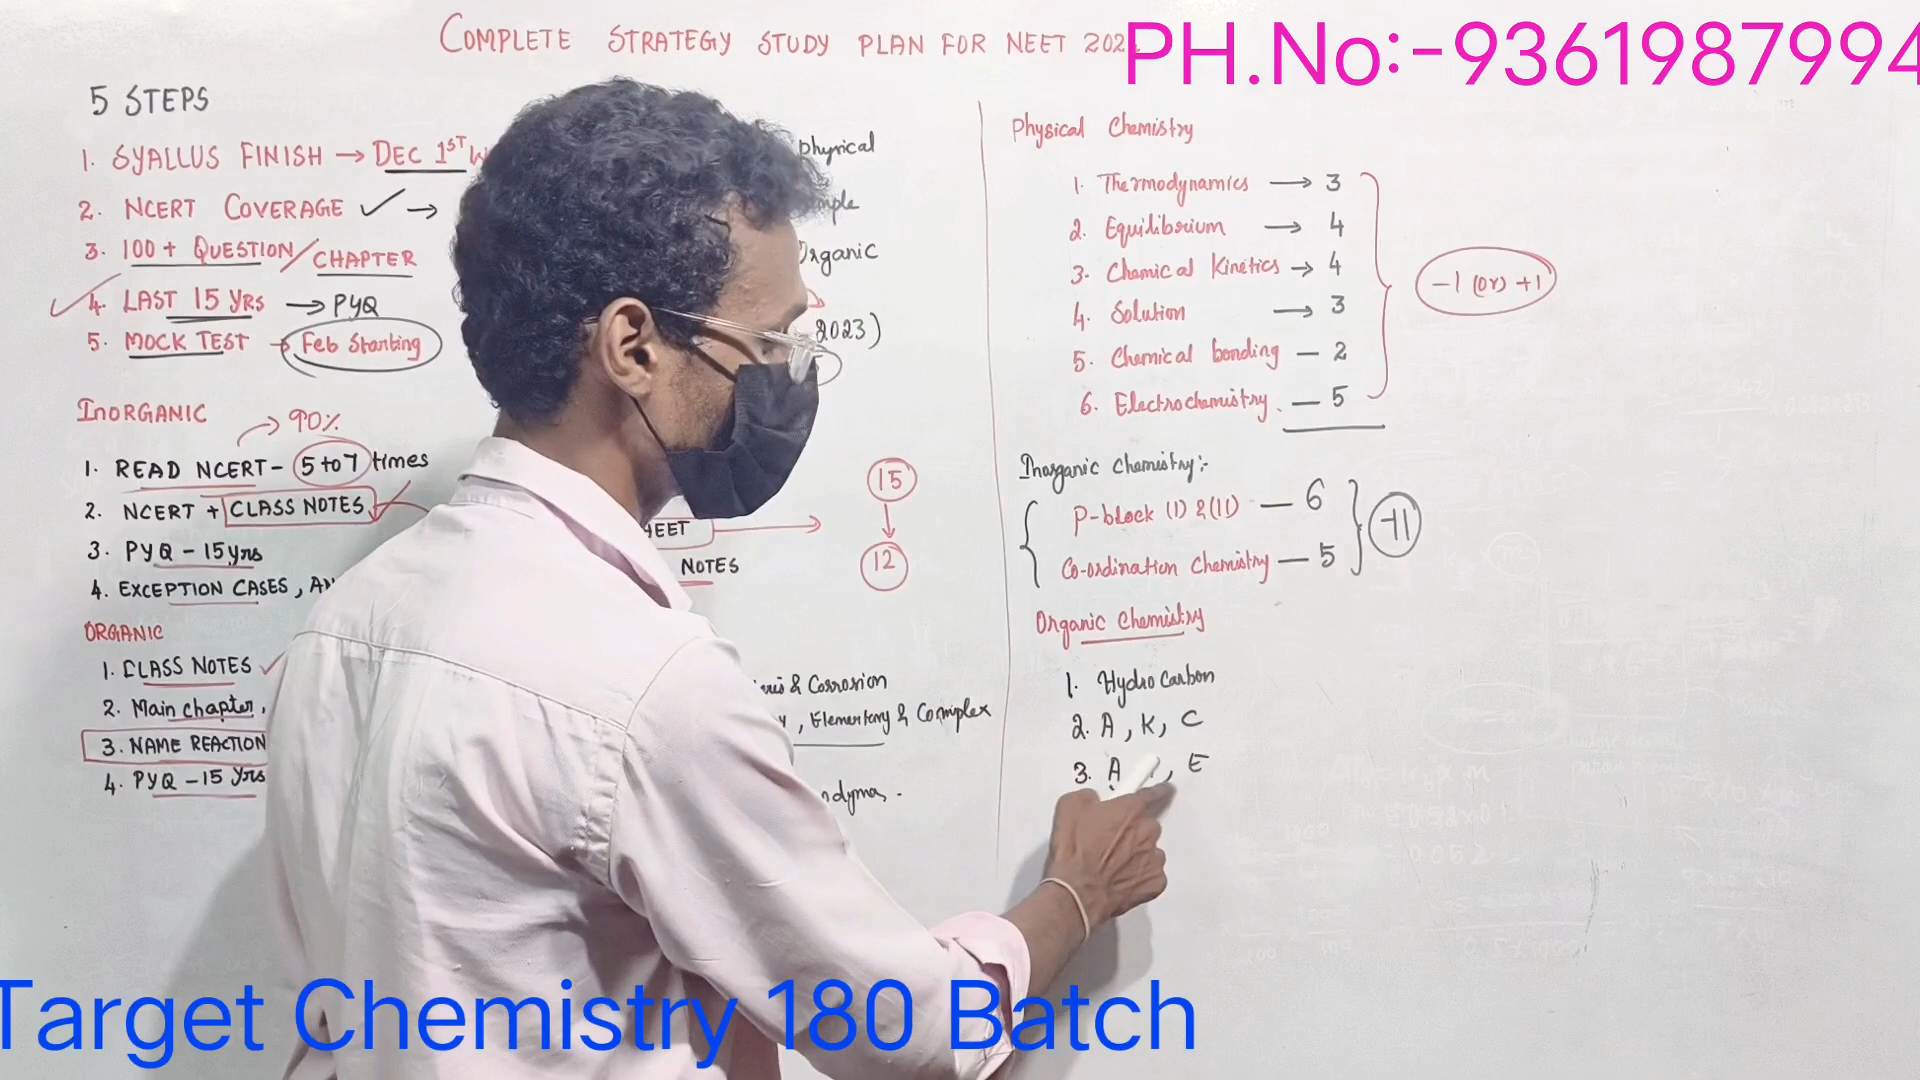 COMPLETE STRATEGY STUDY PLAN FOR NEET 202
PH.No:-9361987994
5 STEPS
1. SYALLUS FINISH → DEC 1ST
2. NCERT COVERAGE ✓ →
3. 100+ QUESTION/CHAPTER
4. LAST 15 YRS → PYQ
5. MOCK TEST → Feb Starting
Physical
Organic
2023)
INORGANIC
→ 90%
1. READ NCERT - 5 to 7 times
2. NCERT + CLASS NOTES
3. PYQ - 15 yrs
4. EXCEPTION CASES,
NOTES
15
↓
12
ORGANIC
1. CLASS NOTES ✓
2. Main chapter,
3. NAME REACTION
4. PYQ - 15 yrs
& Corrosion
, Elementary & Complex
Physical Chemistry
1. Thermodynamics → 3
2. Equilibrium → 4
3. Chemical Kinetics → 4
4. Solution → 3
5. Chemical bonding - 2
6. Electrochemistry. - 5
-1 (or) +1
Inorganic Chemistry:-
P-block (I) & (II) - 6
Co-ordination Chemistry - 5
11
Organic Chemistry
1. Hydro Carbon
2. A, K, C
3. A , E
Target Chemistry 180 Batch